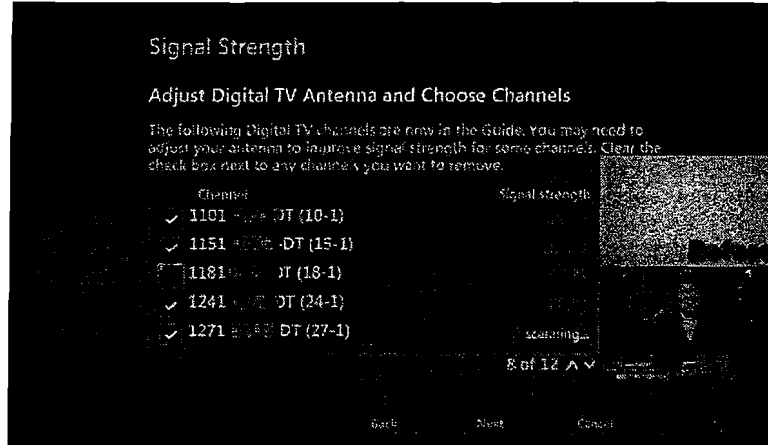 Signal Strength
Adjust Digital TV Antenna and Choose Channels
The following Digital TV channels are now in the Guide. You may need to
adjust your antenna to improve signal strength for some channels. Clear the
check box next to any channels you want to remove.
Channel Signal strength
1101 DT (10-1)
1151 -DT (15-1)
1181 DT (18-1)
1241 DT (24-1)
1271 DT (27-1) scanning...
8 of 12
Back Next Cancel